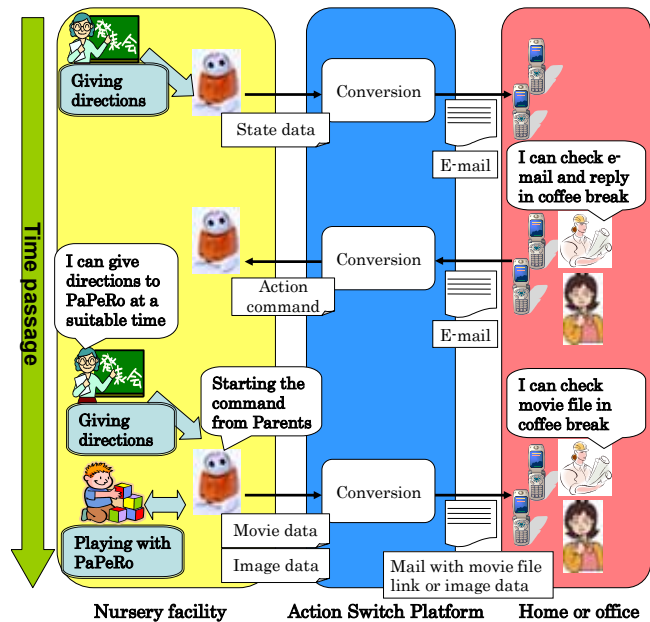 発表会
Giving
directions
Conversion
State data
E-mail
I can check e-
mail and reply
in coffee break
Time passage
I can give
directions to
PaPeRo at a
suitable time
Conversion
Action
command
E-mail
発表会
Giving
directions
Starting the
command
from Parents
I can check
movie file in
coffee break
Conversion
Playing with
PaPeRo
Movie data
Image data
Mail with movie file
link or image data
Nursery facility
Action Switch Platform
Home or office